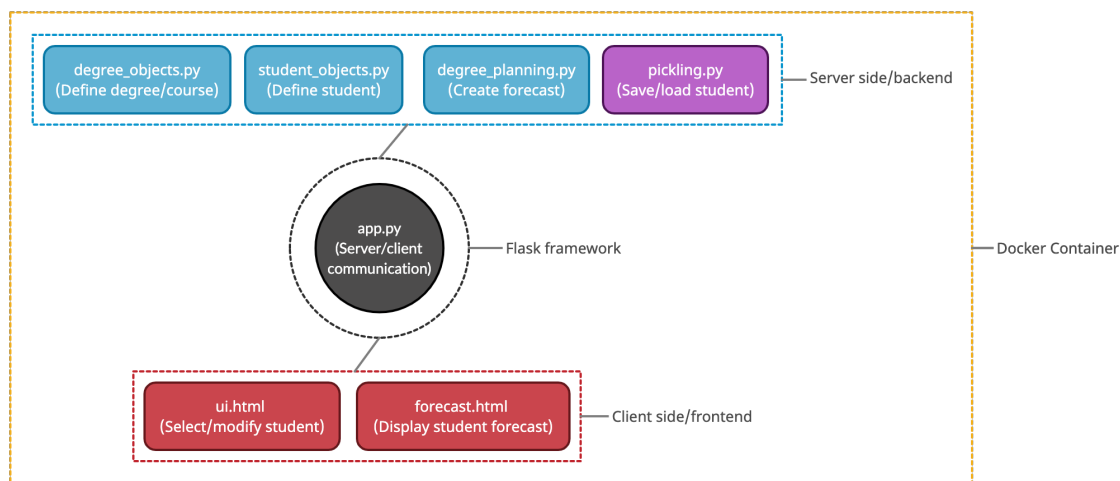 degree_objects.py
(Define degree/course)
student_objects.py
(Define student)
degree_planning.py
(Create forecast)
pickling.py
(Save/load student)
Server side/backend
app.py
(Server/client
communication)
Flask framework
Docker Container
ui.html
(Select/modify student)
forecast.html
(Display student forecast)
Client side/frontend